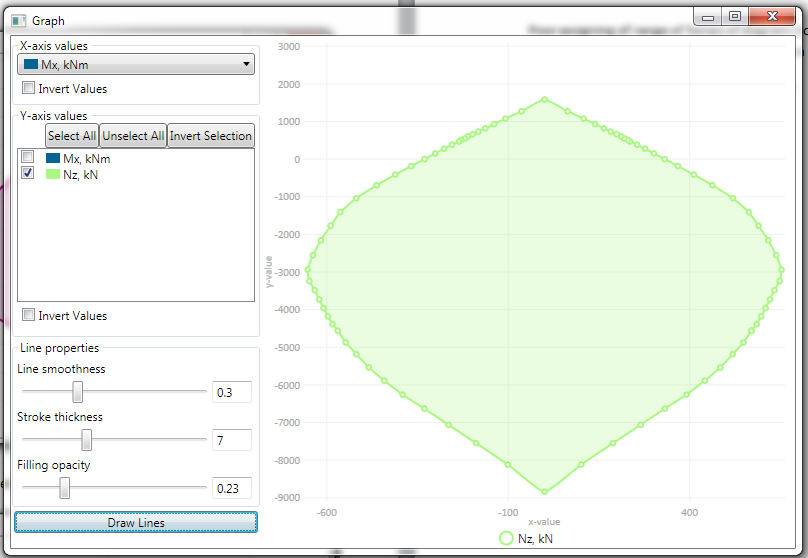 Graph
X-axis values
Mx, kNm
Invert Values
Y-axis values
Select All Unselect All Invert Selection
Mx, kNm
Nz, kN
Invert Values
Line properties
Line smoothness
0.3
Stroke thickness
7
Filling opacity
0.23
Draw Lines
3000
2000
1000
0
-1000
-2000
-3000
-4000
-5000
-6000
-7000
-8000
-9000
y-value
-600 -100 400
x-value
Nz, kN